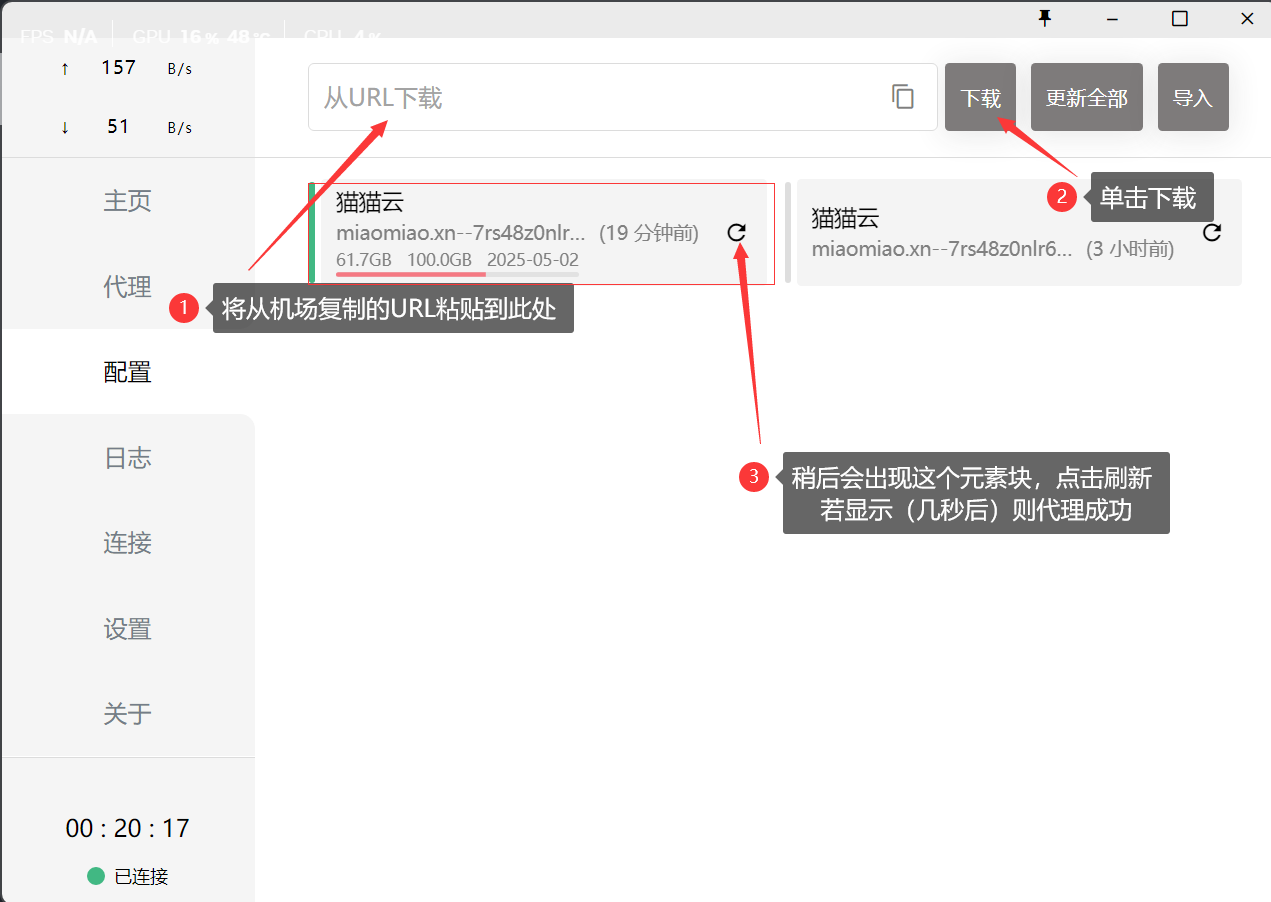 FPS N/A GPU 16 % 48 °C CPU 4 %
↑ 157 B/s
↓ 51 B/s
从URL下载
下载
更新全部
导入
主页
代理
配置
日志
连接
设置
关于
00 : 20 : 17
已连接
猫猫云
miaomiao.xn--7rs48z0nlr... (19 分钟前)
61.7GB 100.0GB 2025-05-02
猫猫云
miaomiao.xn--7rs48z0nlr6... (3 小时前)
1 将从机场复制的URL粘贴到此处
2 单击下载
3 稍后会出现这个元素块，点击刷新
若显示（几秒后）则代理成功